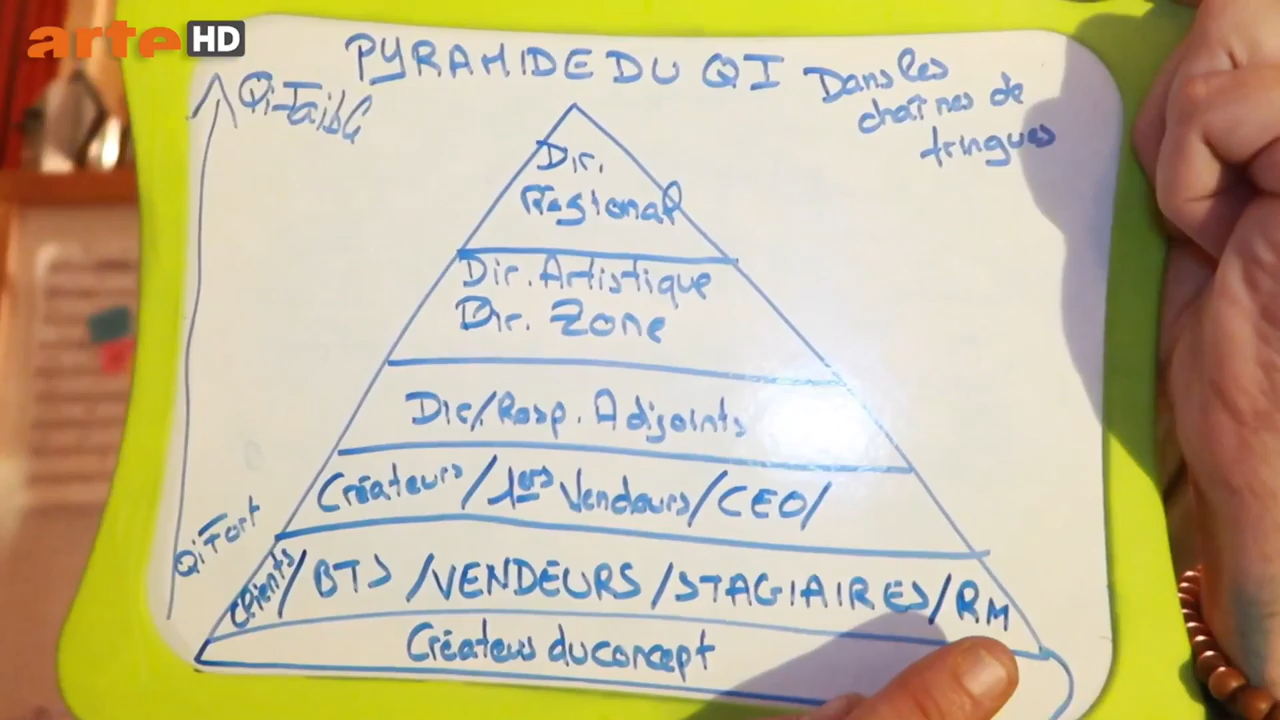 arte HD
PYRAMIDE DU QI Dans les
chaînes de
fringues
Qi Faible
Dir.
Régional
Dir. Artistique
Dir. Zone
Dir/Resp. Adjoints
Créateurs/1ers Vendeurs/CEO/
Qi Fort
Clients/BTS/VENDEURS/STAGIAIRES/RM
Créateurs du concept